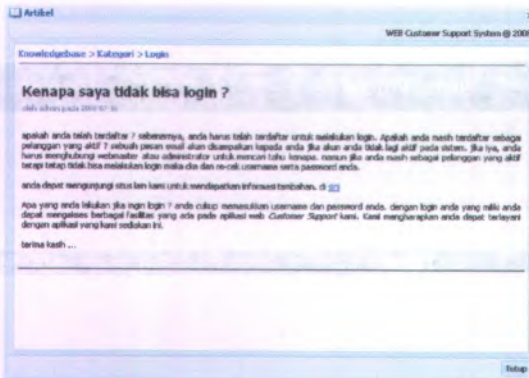 Artikel
WEB Customer Support System @ 2008
Knowledgebase > Kategori > Login
Kenapa saya tidak bisa login ?
oleh pada
apakah anda telah terdaftar ? sebenarnya, anda harus telah terdaftar untuk melakukan login. Apakah anda masih terdaftar sebagai
pelanggan yang aktif ? sebuah pesan email akan disampaikan kepada anda jika akun anda tidak lagi aktif pada sistem. jika iya, anda
harus menghubungi webmaster atau administrator untuk mencari tahu kenapa. namun jika anda masih sebagai pelanggan yang aktif
tetapi tetap tidak bisa melakukan login maka dan re-cek username serta password anda.
anda dapat mengunjungi situs lain kami untuk mendapatkan informasi tambahan. di sini
Apa yang anda lakukan jika ingin login ? anda cukup memasukkan username dan password anda. dengan login anda yang miliki anda
dapat mengakses berbagai fasilitas yang ada pada aplikasi web Customer Support kami. Kami mengharapkan anda dapat terlayani
dengan aplikasi yang kami sediakan ini.
terima kasih ...
Tutup